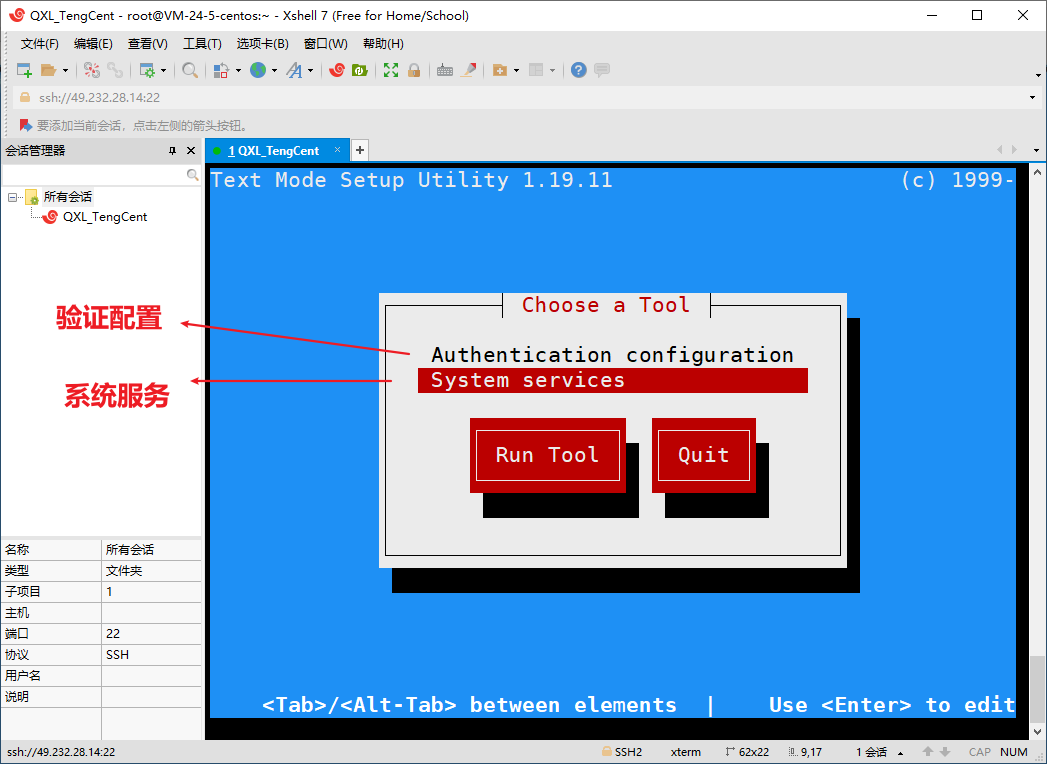 QXL_TengCent - root@VM-24-5-centos:~ - Xshell 7 (Free for Home/School)
文件(F) 编辑(E) 查看(V) 工具(T) 选项卡(B) 窗口(W) 帮助(H)
ssh://49.232.28.14:22
要添加当前会话，点击左侧的箭头按钮。
会话管理器
1 QXL_TengCent
所有会话
QXL_TengCent
Text Mode Setup Utility 1.19.11 (c) 1999-
Choose a Tool
验证配置
Authentication configuration
系统服务
System services
Run Tool Quit
<Tab>/<Alt-Tab> between elements | Use <Enter> to edit
名称 所有会话
类型 文件夹
子项目 1
主机
端口 22
协议 SSH
用户名
说明
ssh://49.232.28.14:22 SSH2 xterm 62x22 9,17 1 会话 CAP NUM